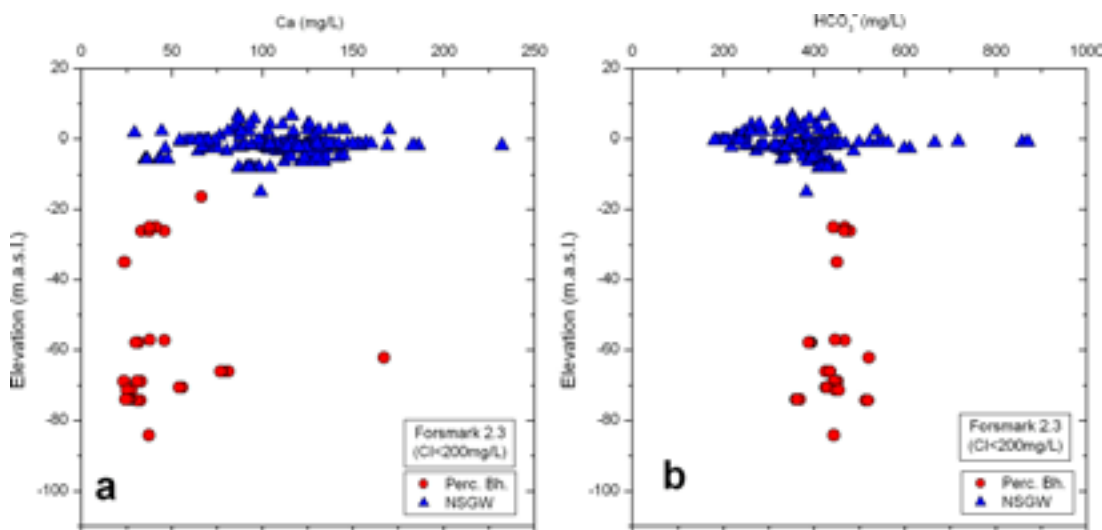 Ca (mg/L)
0 50 100 150 200 250
20
0
-20
-40
-60
-80
-100
Elevation (m.a.s.l.)
Forsmark 2.3
(Cl<200mg/L)
Perc. Bh.
NSGW
a
HCO₃⁻ (mg/L)
0 200 400 600 800 1000
20
0
-20
-40
-60
-80
-100
Elevation (m.a.s.l.)
Forsmark 2.3
(Cl<200mg/L)
Perc. Bh.
NSGW
b